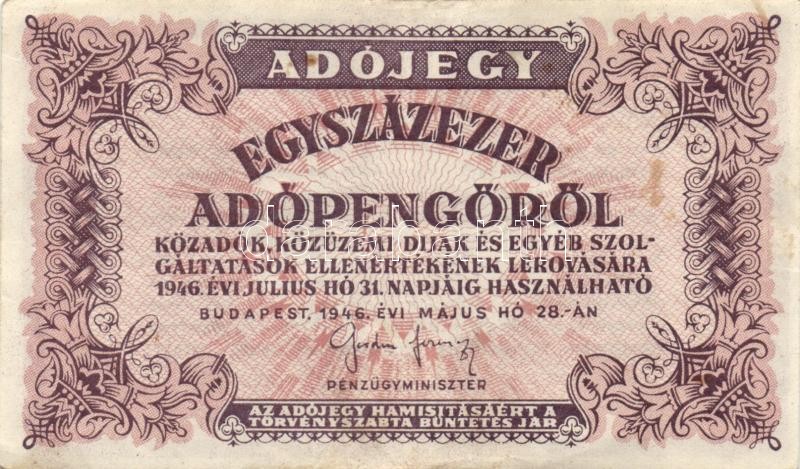 ADÓJEGY
EGYSZÁZEZER
ADÓPENGŐRŐL
KÖZADÓK, KÖZÜZEMI DIJAK ÉS EGYÉB SZOL-
GÁLTATÁSOK ELLENÉRTÉKÉNEK LEROVÁSÁRA
1946. ÉVI JULIUS HÓ 31. NAPJÁIG HASZNÁLHATÓ
BUDAPEST, 1946. ÉVI MÁJUS HÓ 28.-ÁN
PÉNZÜGYMINISZTER
AZ ADÓJEGY HAMISITÁSÁÉRT A
TÖRVÉNYSZABTA BÜNTETÉS JÁR